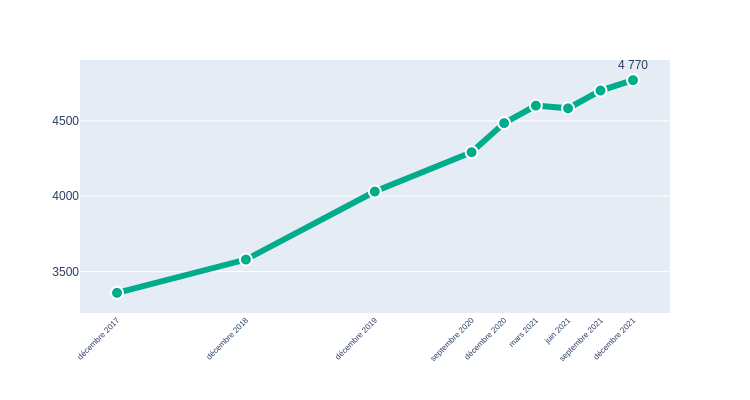 4 770
4500
4000
3500
décembre 2017
décembre 2018
décembre 2019
septembre 2020
décembre 2020
mars 2021
juin 2021
septembre 2021
décembre 2021